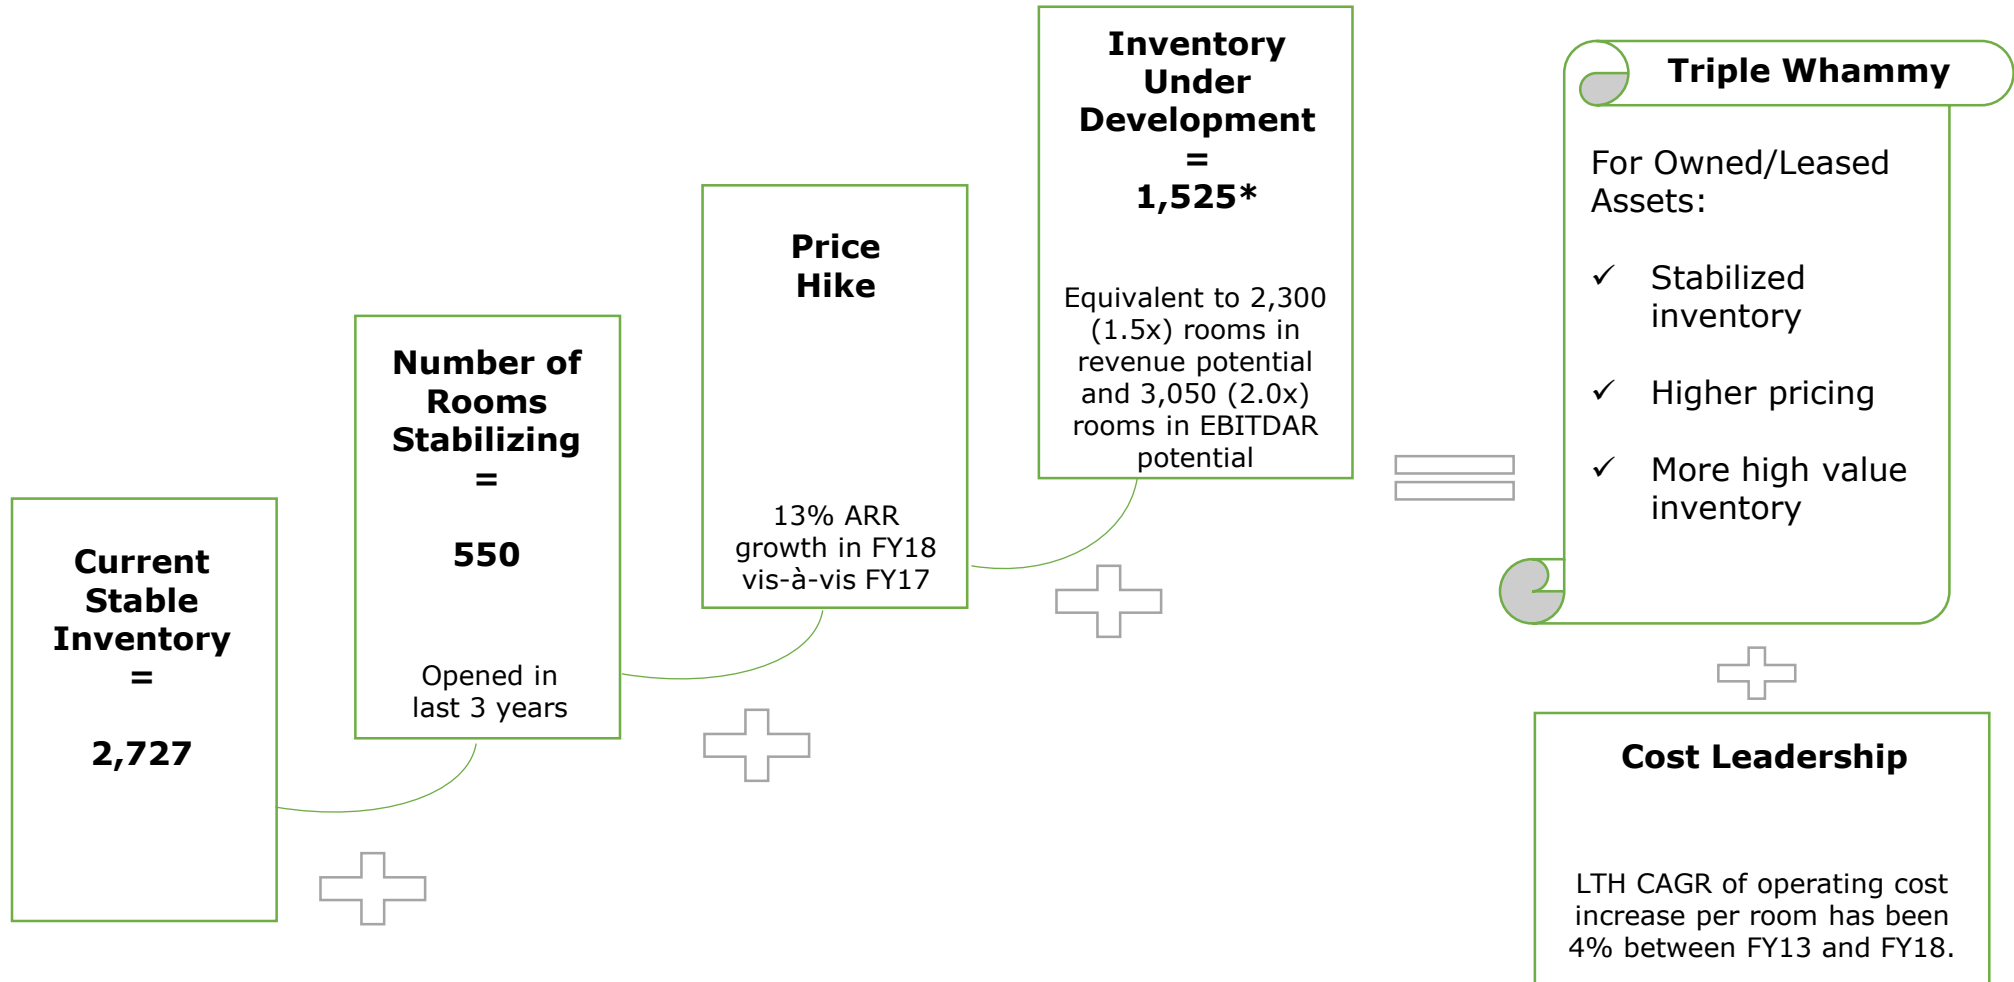 Current
Stable
Inventory
=
2,727
Number of
Rooms
Stabilizing
=
550
Opened in
last 3 years
Price
Hike
13% ARR
growth in FY18
vis-à-vis FY17
Inventory
Under
Development
=
1,525*
Equivalent to 2,300
(1.5x) rooms in
revenue potential
and 3,050 (2.0x)
rooms in EBITDAR
potential
Triple Whammy
For Owned/Leased
Assets:
✓ Stabilized
inventory
✓ Higher pricing
✓ More high value
inventory
Cost Leadership
LTH CAGR of operating cost
increase per room has been
4% between FY13 and FY18.